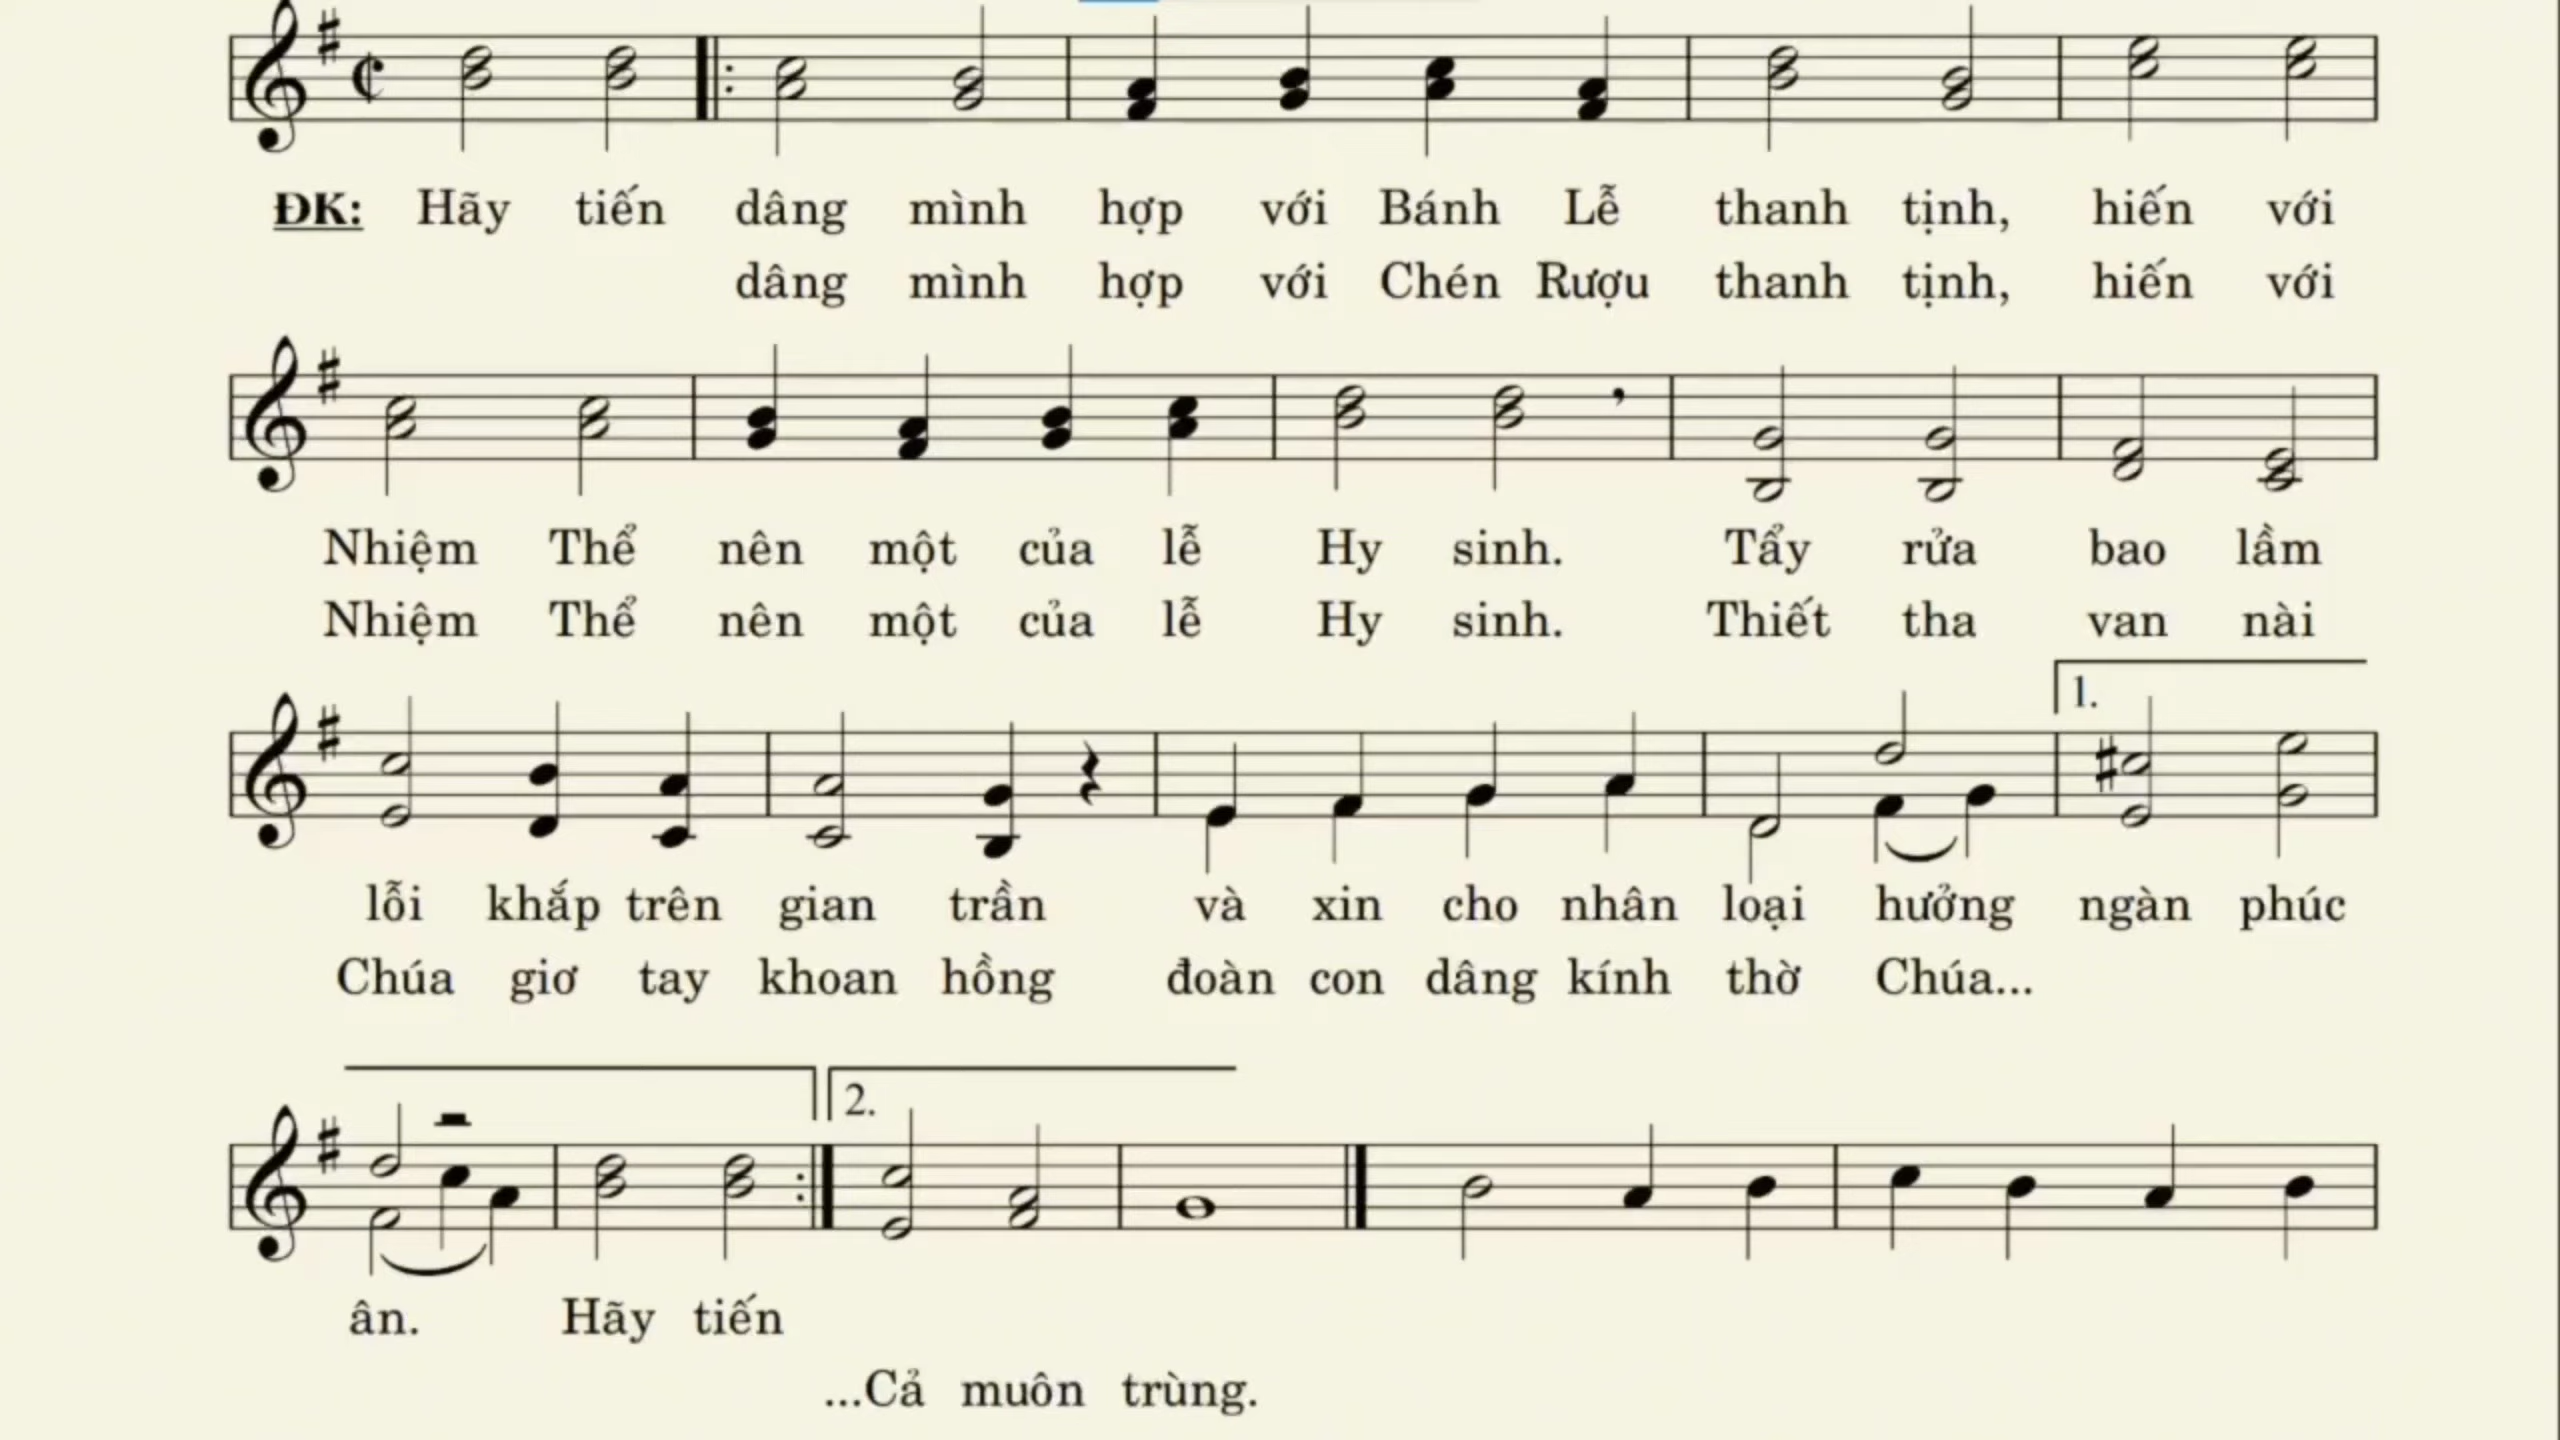 ĐK: Hãy tiến dâng mình hợp với Bánh Lễ thanh tịnh, hiến với
dâng mình hợp với Chén Rượu thanh tịnh, hiến với
Nhiệm Thể nên một của lễ Hy sinh. Tẩy rửa bao lầm
Nhiệm Thể nên một của lễ Hy sinh. Thiết tha van nài
1.
lỗi khắp trên gian trần và xin cho nhân loại hưởng ngàn phúc
Chúa giơ tay khoan hồng đoàn con dâng kính thờ Chúa...
2.
ân. Hãy tiến
...Cả muôn trùng.